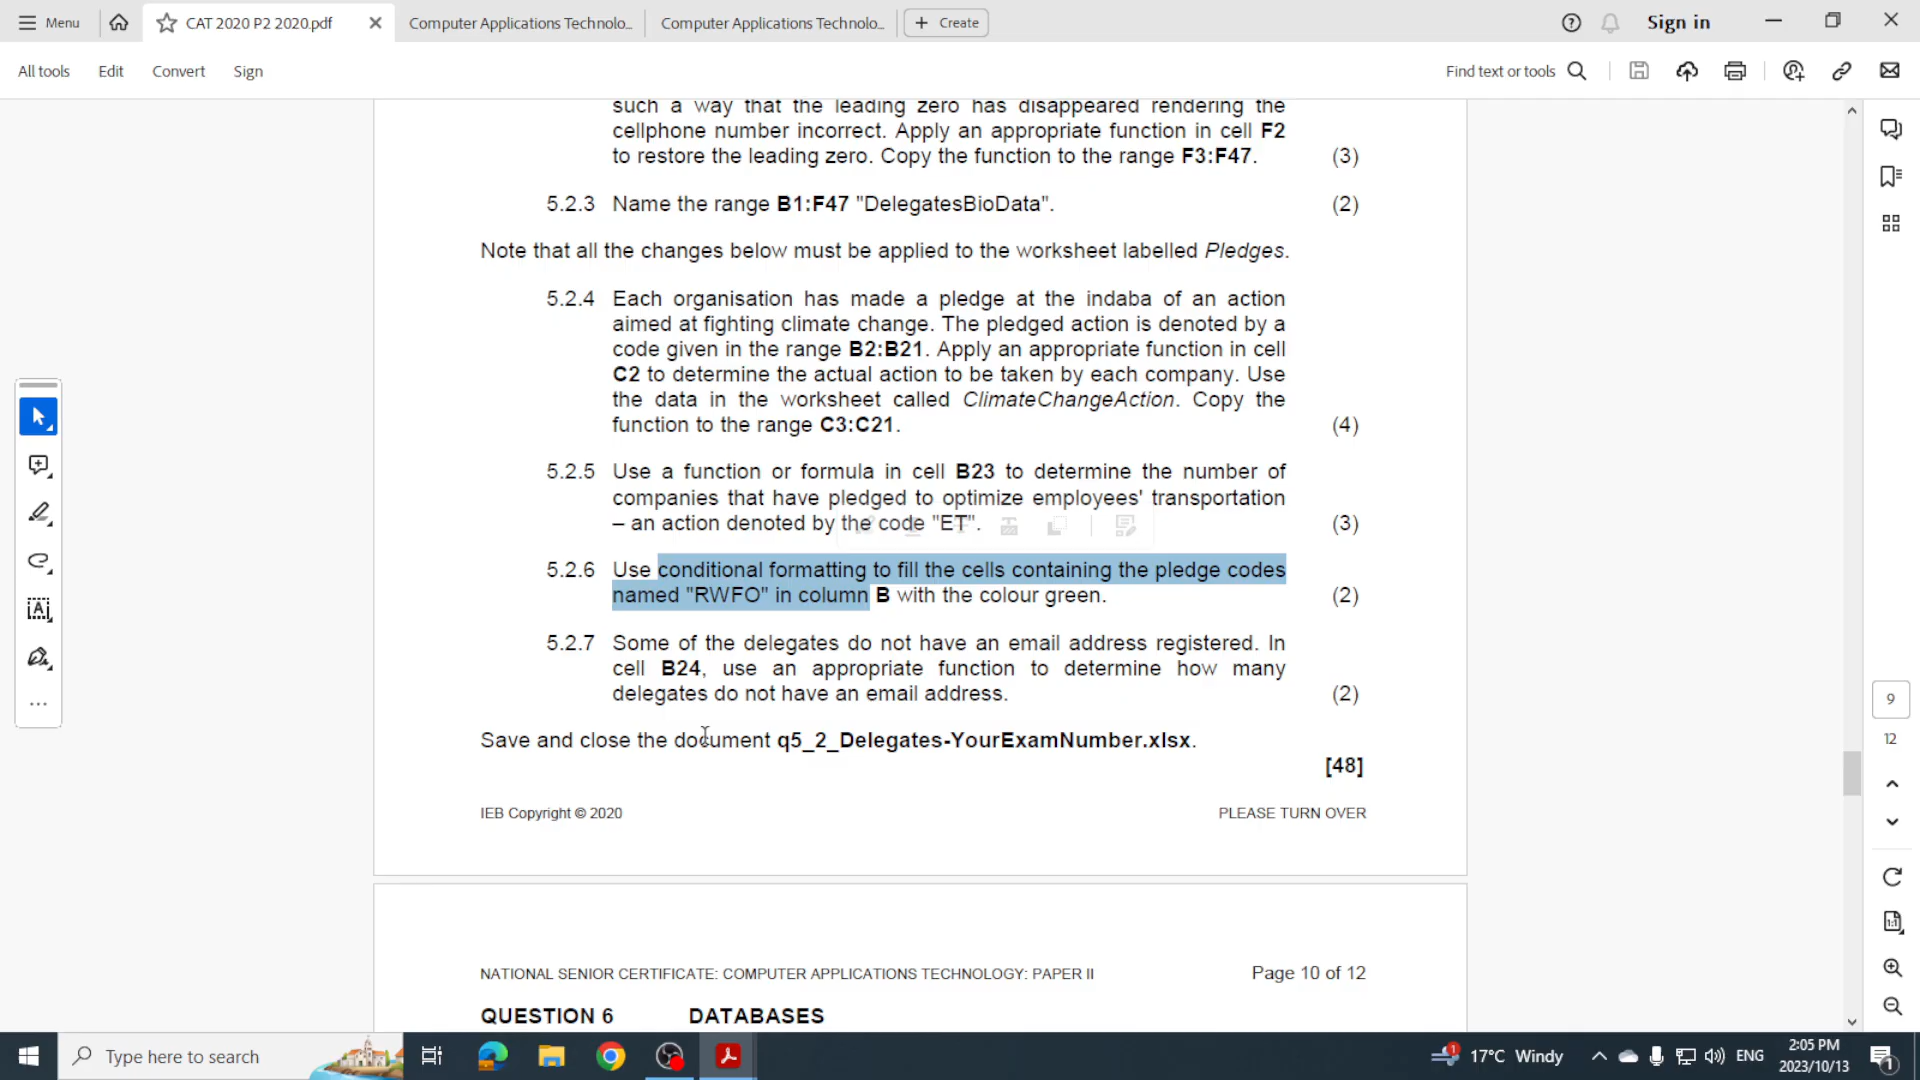 Menu
CAT 2020 P2 2020.pdf
Computer Applications Technolo...
Computer Applications Technolo...
Create
Sign in
All tools
Edit
Convert
Sign
Find text or tools
such a way that the leading zero has disappeared rendering the
cellphone number incorrect. Apply an appropriate function in cell F2
to restore the leading zero. Copy the function to the range F3:F47. (3)
5.2.3 Name the range B1:F47 "DelegatesBioData". (2)
Note that all the changes below must be applied to the worksheet labelled Pledges.
5.2.4 Each organisation has made a pledge at the indaba of an action
aimed at fighting climate change. The pledged action is denoted by a
code given in the range B2:B21. Apply an appropriate function in cell
C2 to determine the actual action to be taken by each company. Use
the data in the worksheet called ClimateChangeAction. Copy the
function to the range C3:C21. (4)
5.2.5 Use a function or formula in cell B23 to determine the number of
companies that have pledged to optimize employees' transportation
– an action denoted by the code "ET". (3)
5.2.6 Use conditional formatting to fill the cells containing the pledge codes
named "RWFO" in column B with the colour green. (2)
5.2.7 Some of the delegates do not have an email address registered. In
cell B24, use an appropriate function to determine how many
delegates do not have an email address. (2)
Save and close the document q5_2_Delegates-YourExamNumber.xlsx.
[48]
IEB Copyright © 2020 PLEASE TURN OVER
NATIONAL SENIOR CERTIFICATE: COMPUTER APPLICATIONS TECHNOLOGY: PAPER II Page 10 of 12
QUESTION 6 DATABASES
9
12
Type here to search
17°C Windy
ENG
2:05 PM
2023/10/13